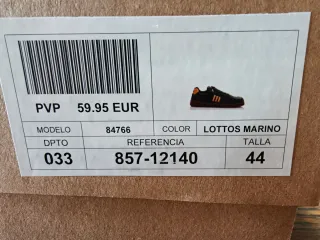 PVP 59.95 EUR
MODELO 84766 COLOR LOTTOS MARINO
DPTO REFERENCIA TALLA
033 857-12140 44